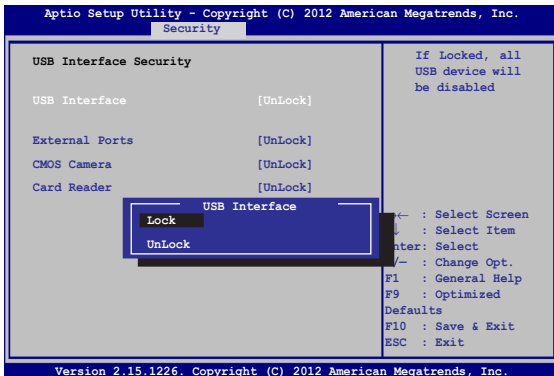 Aptio Setup Utility - Copyright (C) 2012 American Megatrends, Inc.
Security
USB Interface Security
USB Interface [UnLock]
External Ports [UnLock]
CMOS Camera [UnLock]
Card Reader [UnLock]
USB Interface
Lock
UnLock
If Locked, all
USB device will
be disabled
← : Select Screen
↓ : Select Item
nter: Select
/— : Change Opt.
F1 : General Help
F9 : Optimized
Defaults
F10 : Save & Exit
ESC : Exit
Version 2.15.1226. Copyright (C) 2012 American Megatrends, Inc.